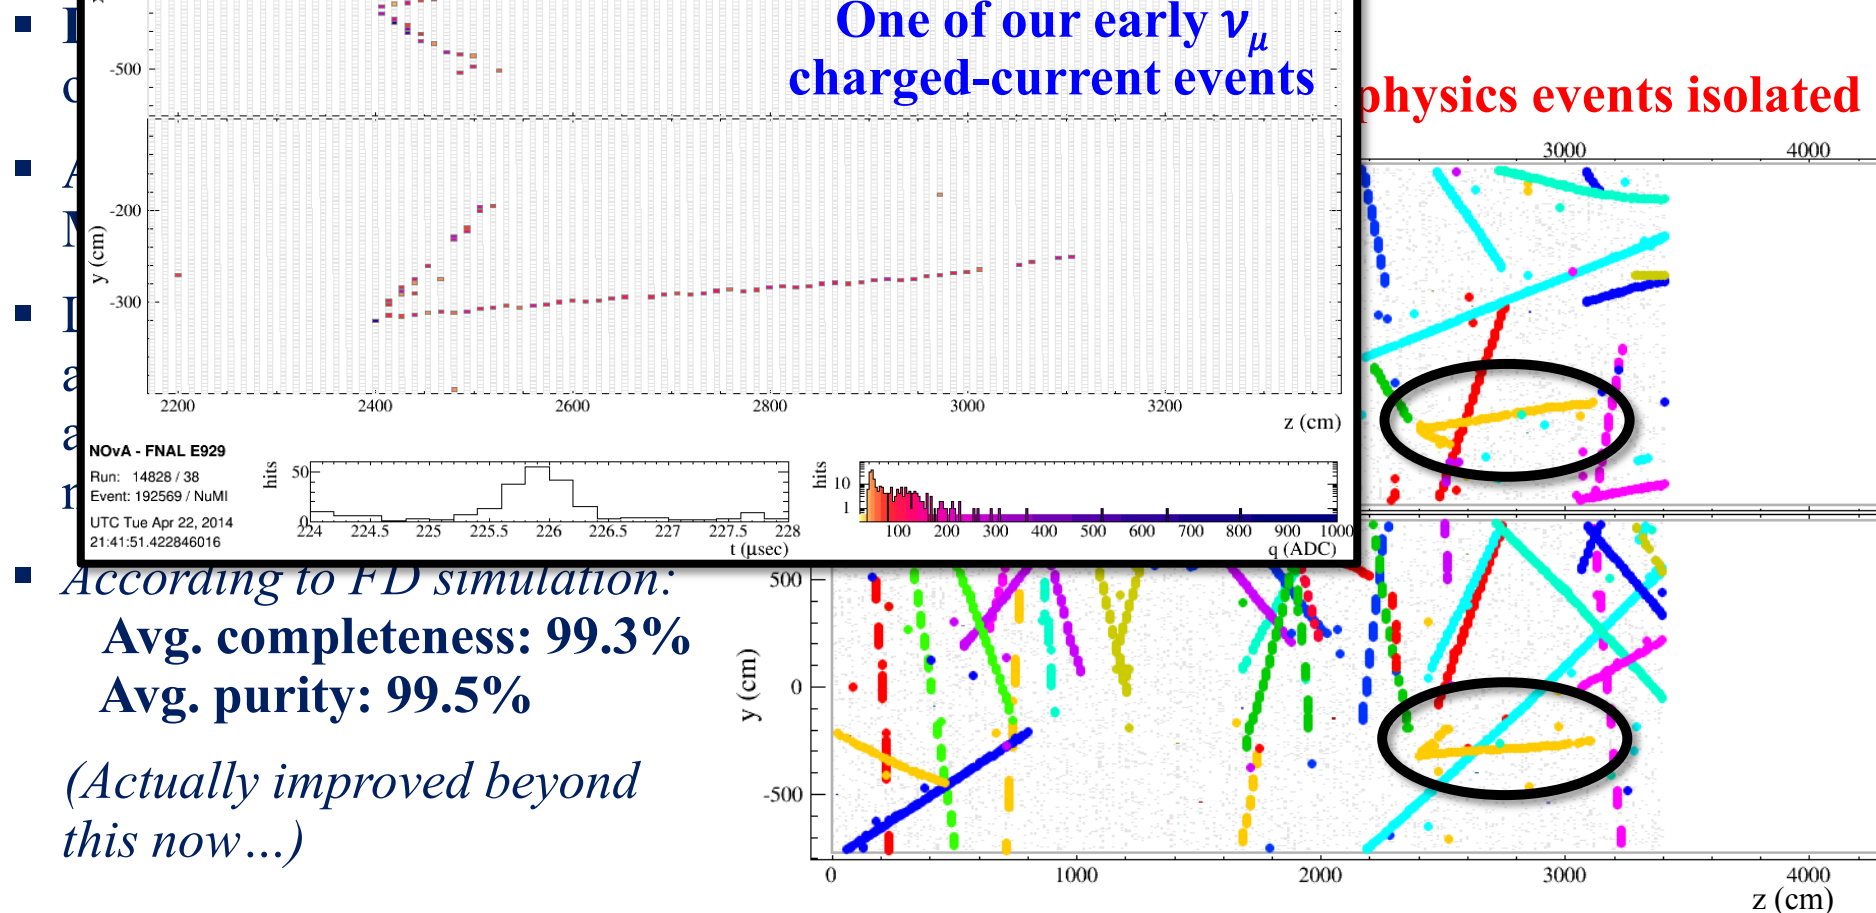 One of our early νμ
charged-current events
physics events isolated
-500
-200
-300
y (cm)
2200 2400 2600 2800 3000 3200
z (cm)
NOvA - FNAL E929
Run: 14828 / 38
Event: 192569 / NuMI
UTC Tue Apr 22, 2014
21:41:51.422846016
hits
50
0
224 224.5 225 225.5 226 226.5 227 227.5 228
t (μsec)
hits
10
1
100 200 300 400 500 600 700 800 900 1000
q (ADC)
3000 4000
According to FD simulation:
Avg. completeness: 99.3%
Avg. purity: 99.5%
(Actually improved beyond
this now…)
500
0
-500
y (cm)
0 1000 2000 3000 4000
z (cm)